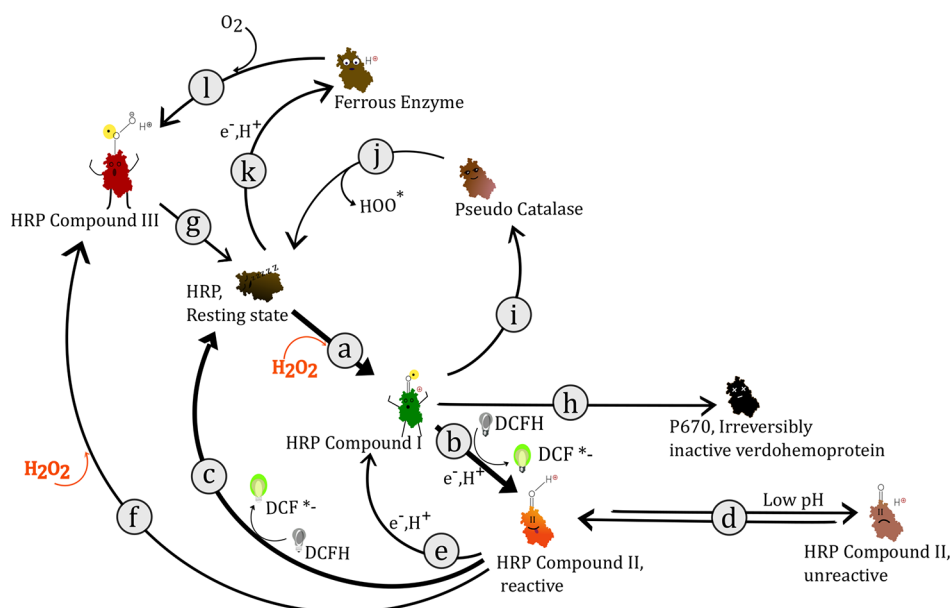 O2
l
H⊕
Ferrous Enzyme
⊖
O
O
H⊕
e-,H+
k
j
HOO*
HRP Compound III
g
Pseudo Catalase
zzzz
HRP,
Resting state
i
a
H2O2
h
HRP Compound I
O
⊕
b
DCFH
DCF *-
e-,H+
P670, Irreversibly
inactive verdohemoprotein
H2O2
c
DCF *-
DCFH
f
e-,H+
e
O
H⊕
HRP Compound II,
reactive
Low pH
d
O
H⊕
HRP Compound II,
unreactive